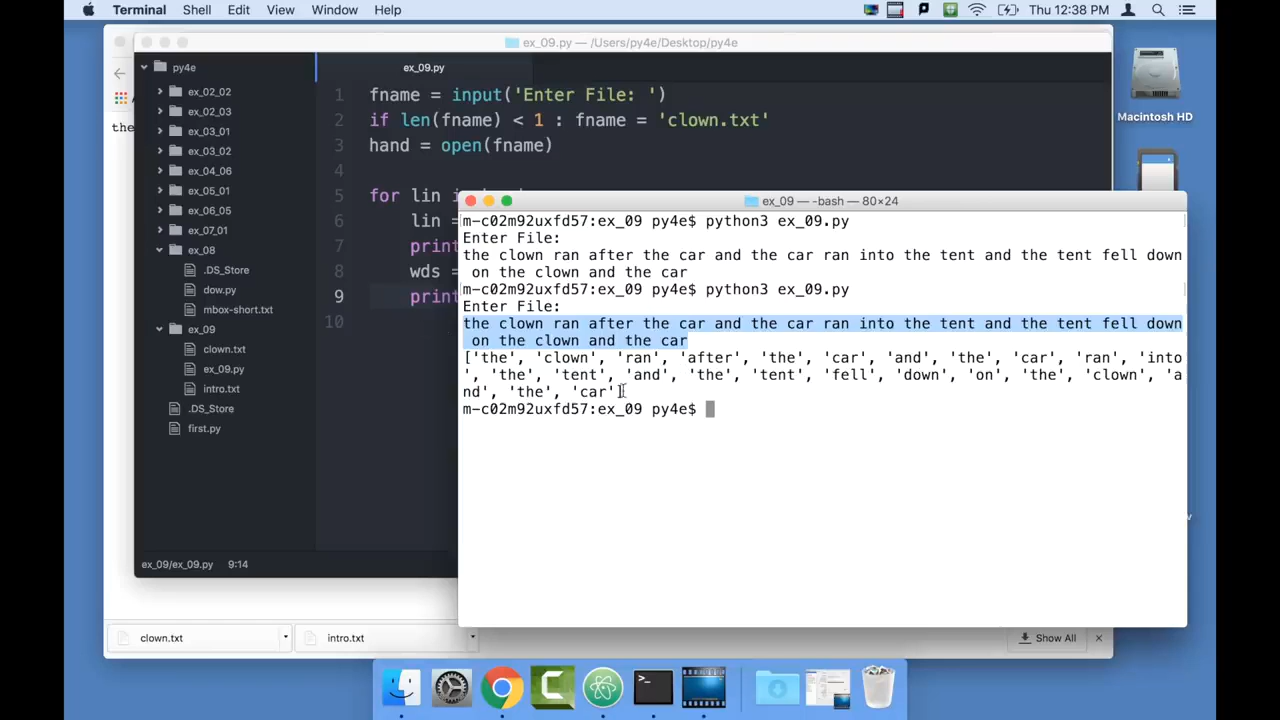 Terminal Shell Edit View Window Help Thu 12:38 PM
ex_09.py — /Users/py4e/Desktop/py4e
Macintosh HD
the
py4e
ex_02_02
ex_02_03
ex_03_01
ex_03_02
ex_04_06
ex_05_01
ex_06_05
ex_07_01
ex_08
.DS_Store
dow.py
mbox-short.txt
ex_09
clown.txt
ex_09.py
intro.txt
.DS_Store
first.py
ex_09.py
1 fname = input('Enter File: ')
2 if len(fname) < 1 : fname = 'clown.txt'
3 hand = open(fname)
4
5 for lin
6 lin =
7 print
8 wds =
9 print
10
ex_09/ex_09.py 9:14
ex_09 — -bash — 80×24
m-c02m92uxfd57:ex_09 py4e$ python3 ex_09.py
Enter File:
the clown ran after the car and the car ran into the tent and the tent fell down
on the clown and the car
m-c02m92uxfd57:ex_09 py4e$ python3 ex_09.py
Enter File:
the clown ran after the car and the car ran into the tent and the tent fell down
on the clown and the car
['the', 'clown', 'ran', 'after', 'the', 'car', 'and', 'the', 'car', 'ran', 'into
', 'the', 'tent', 'and', 'the', 'tent', 'fell', 'down', 'on', 'the', 'clown', 'a
nd', 'the', 'car']
m-c02m92uxfd57:ex_09 py4e$
clown.txt
intro.txt
Show All